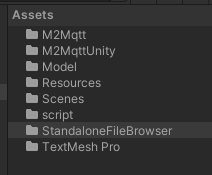 Assets
M2Mqtt
M2MqttUnity
Model
Resources
Scenes
script
StandaloneFileBrowser
TextMesh Pro